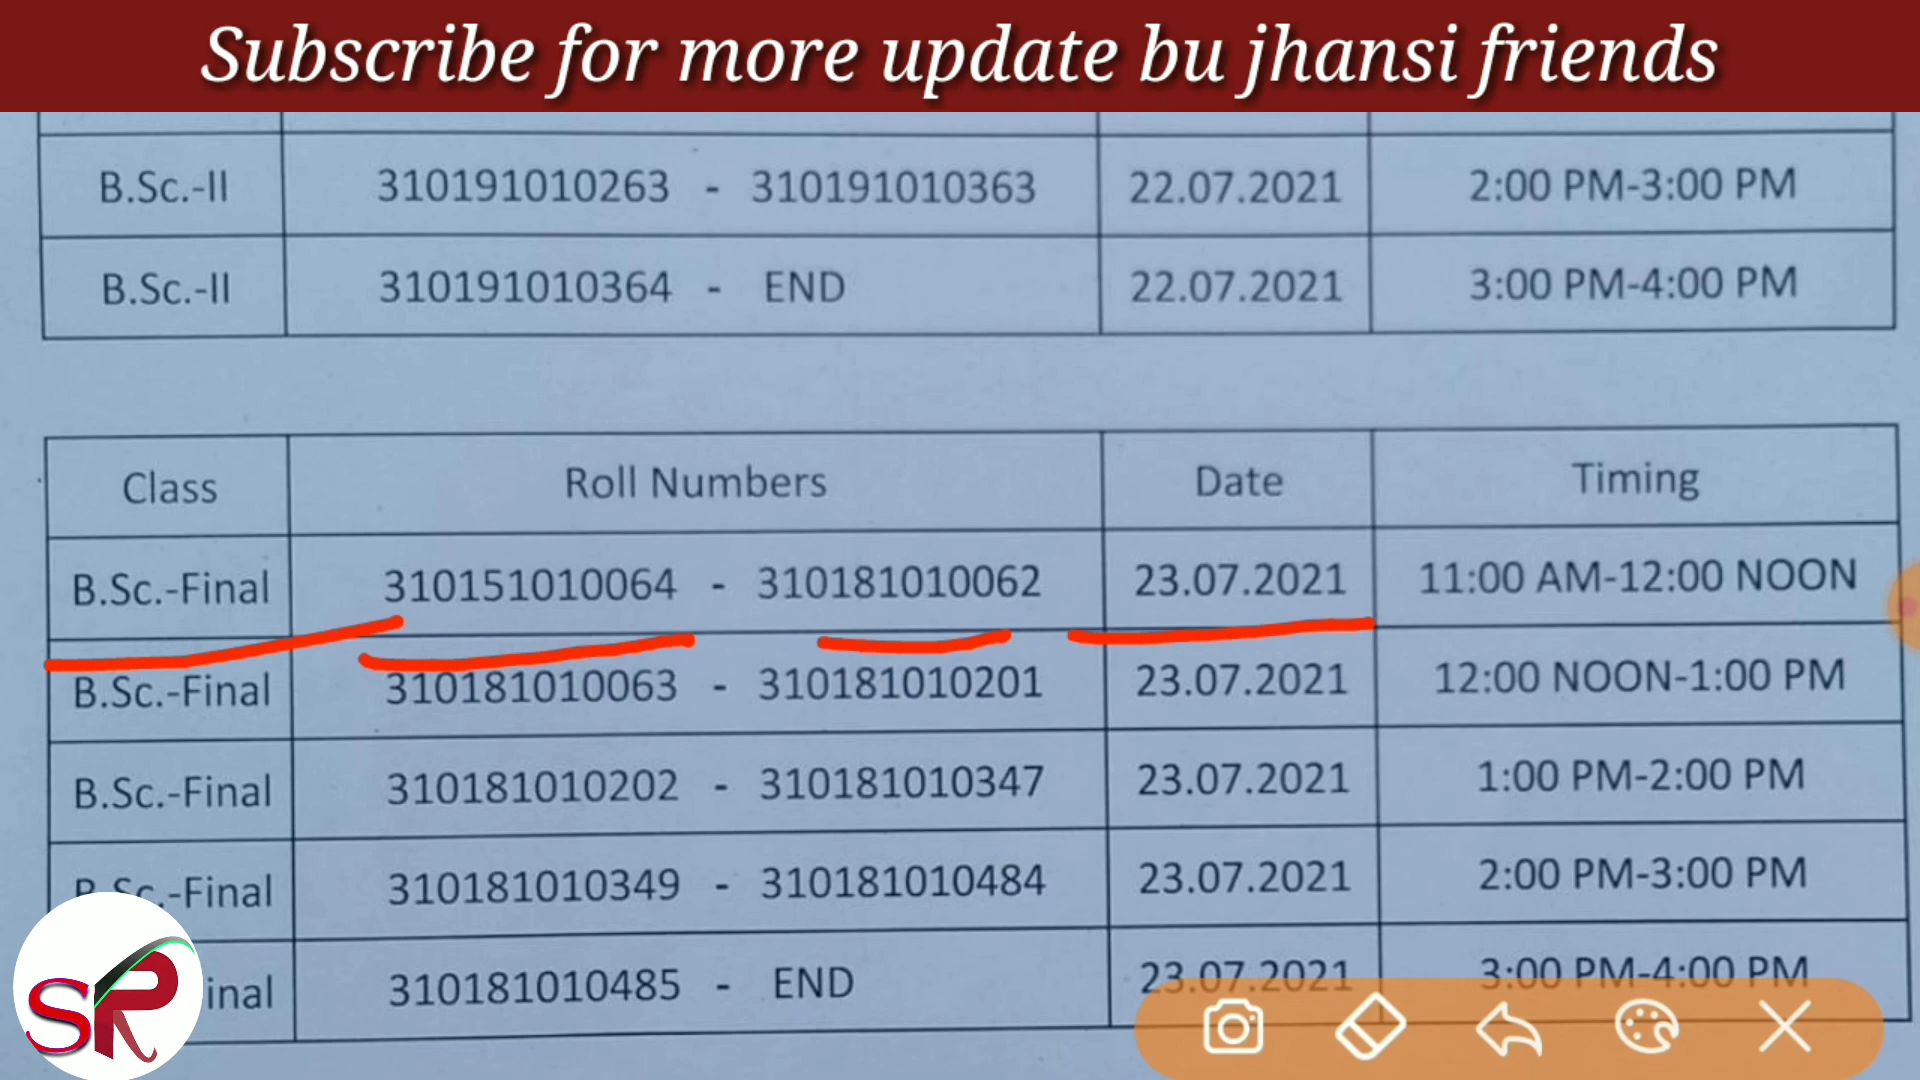 Subscribe for more update bu jhansi friends
B.Sc.-II 310191010263 - 310191010363 22.07.2021 2:00 PM-3:00 PM
B.Sc.-II 310191010364 - END 22.07.2021 3:00 PM-4:00 PM
Class Roll Numbers Date Timing
B.Sc.-Final 310151010064 - 310181010062 23.07.2021 11:00 AM-12:00 NOON
B.Sc.-Final 310181010063 - 310181010201 23.07.2021 12:00 NOON-1:00 PM
B.Sc.-Final 310181010202 - 310181010347 23.07.2021 1:00 PM-2:00 PM
B.Sc.-Final 310181010349 - 310181010484 23.07.2021 2:00 PM-3:00 PM
inal 310181010485 - END 23.07.2021 3:00 PM-4:00 PM
SR